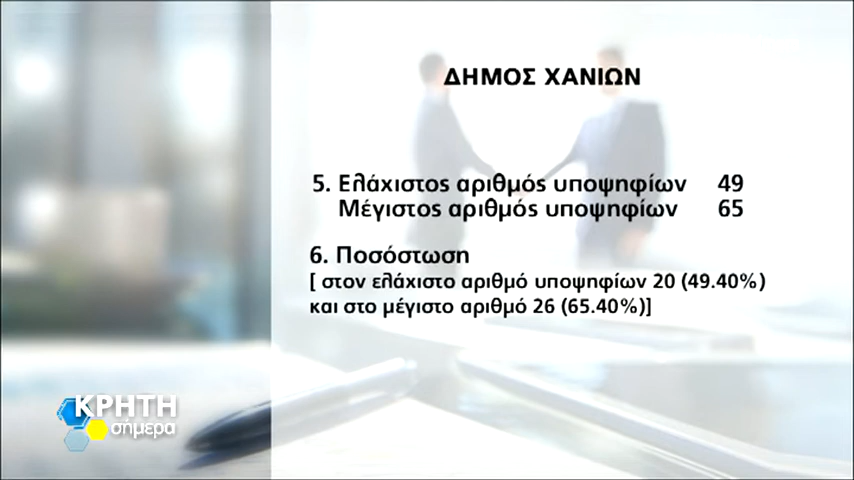 ΔΗΜΟΣ ΧΑΝΙΩΝ
5. Ελάχιστος αριθμός υποψηφίων 49
Μέγιστος αριθμός υποψηφίων 65
6. Ποσόστωση
[ στον ελάχιστο αριθμό υποψηφίων 20 (49.40%)
και στο μέγιστο αριθμό 26 (65.40%)]
ΚΡΗΤΗ
σήμερα